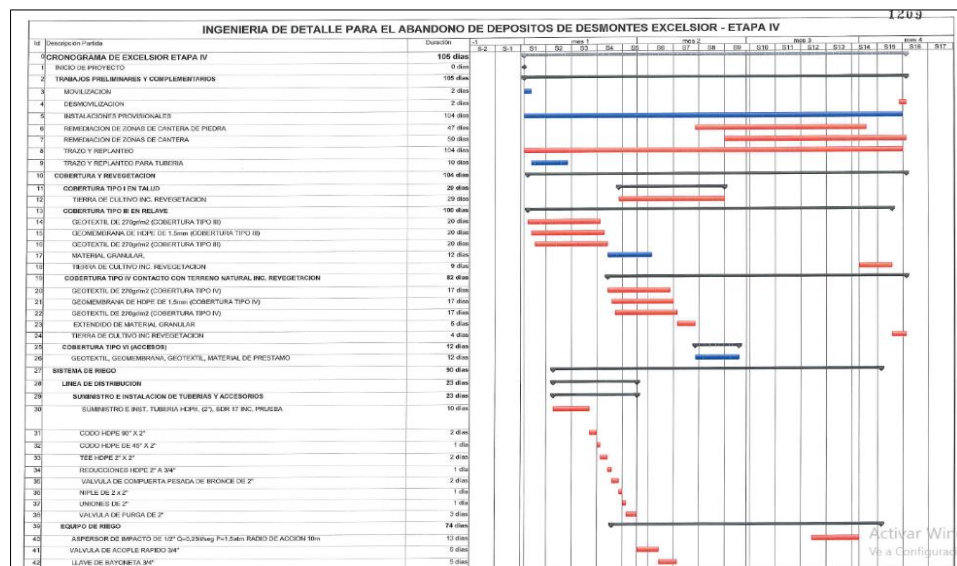 1209
INGENIERIA DE DETALLE PARA EL ABANDONO DE DEPOSITOS DE DESMONTES EXCELSIOR - ETAPA IV
Id Descripción Partida Duración -1 mes 1 mes 2 mes 3 mes 4
S-2 S-1 S1 S2 S3 S4 S5 S6 S7 S8 S9 S10 S11 S12 S13 S14 S15 S16 S17
0 CRONOGRAMA DE EXCELSIOR ETAPA IV 105 días
1 INICIO DE PROYECTO 0 días
2 TRABAJOS PRELIMINARES Y COMPLEMENTARIOS 105 días
3 MOVILIZACION 2 días
4 DESMOVILIZACION 2 días
5 INSTALACIONES PROVISIONALES 104 días
6 REMEDIACION DE ZONAS DE CANTERA DE PIEDRA 47 días
7 REMEDIACION DE ZONAS DE CANTERA 50 días
8 TRAZO Y REPLANTEO 104 días
9 TRAZO Y REPLANTEO PARA TUBERIA 10 días
10 COBERTURA Y REVEGETACION 104 días
11 COBERTURA TIPO I EN TALUD 29 días
12 TIERRA DE CULTIVO INC. REVEGETACION 29 días
13 COBERTURA TIPO III EN RELAVE 100 días
14 GEOTEXTIL DE 270gr/m2 (COBERTURA TIPO III) 20 días
15 GEOMEMBRANA DE HDPE DE 1.5mm (COBERTURA TIPO III) 20 días
16 GEOTEXTIL DE 270gr/m2 (COBERTURA TIPO III) 20 días
17 MATERIAL GRANULAR, 12 días
18 TIERRA DE CULTIVO INC. REVEGETACION 9 días
19 COBERTURA TIPO IV CONTACTO CON TERRENO NATURAL INC. REVEGETACION 82 días
20 GEOTEXTIL DE 270gr/m2 (COBERTURA TIPO IV) 17 días
21 GEOMEMBRANA DE HDPE DE 1.5mm (COBERTURA TIPO IV) 17 días
22 GEOTEXTIL DE 270gr/m2 (COBERTURA TIPO IV) 17 días
23 EXTENDIDO DE MATERIAL GRANULAR 5 días
24 TIERRA DE CULTIVO INC REVEGETACION 4 días
25 COBERTURA TIPO VI (ACCESOS) 12 días
26 GEOTEXTIL, GEOMEMBRANA, GEOTEXTIL, MATERIAL DE PRESTAMO 12 días
27 SISTEMA DE RIEGO 90 días
28 LINEA DE DISTRIBUCION 23 días
29 SUMINISTRO E INSTALACION DE TUBERIAS Y ACCESORIOS 23 días
30 SUMINISTRO E INST. TUBERIA HDPE, (2"), SDR 17 INC. PRUEBA 10 días
31 CODO HDPE 90° X 2" 2 días
32 CODO HDPE DE 45° X 2" 1 día
33 TEE HDPE 2" X 2" 2 días
34 REDUCCIONES HDPE 2" A 3/4" 1 día
35 VALVULA DE COMPUERTA PESADA DE BRONCE DE 2" 2 días
36 NIPLE DE 2 x 2" 1 día
37 UNIONES DE 2" 1 día
38 VALVULA DE PURGA DE 2" 3 días
39 EQUIPO DE RIEGO 74 días
40 ASPERSOR DE IMPACTO DE 1/2" RADIO DE ACCION 10m 13 días
41 VALVULA DE ACOPLE RAPIDO 3/4" días
42 LLAVE DE BAYONETA 3/4" 5 días
Activar Win
Ve a Configurac